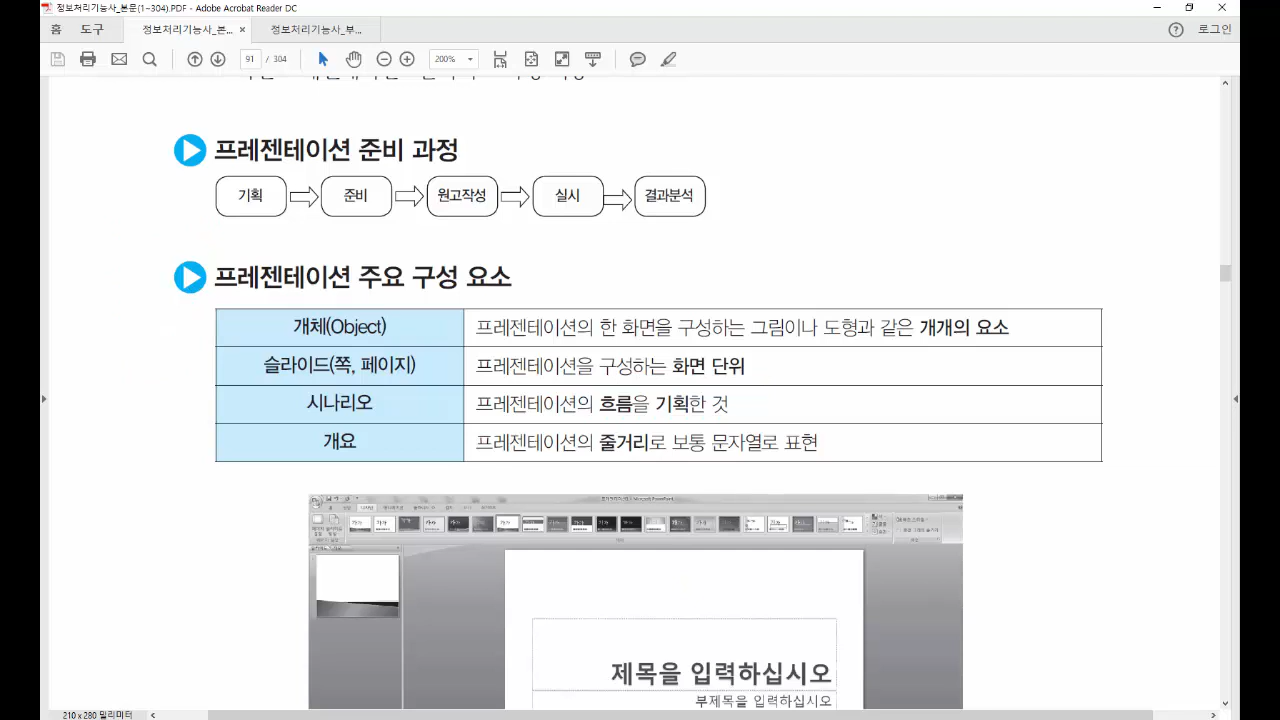 정보처리기능사_본문(1-304).PDF - Adobe Acrobat Reader DC
홈 도구 정보처리기능사_본... × 정보처리기능사_부... 로그인
91 / 304 200%
프레젠테이션 준비 과정
기획 준비 원고작성 실시 결과분석
프레젠테이션 주요 구성 요소
개체(Object) 프레젠테이션의 한 화면을 구성하는 그림이나 도형과 같은 개개의 요소
슬라이드(쪽, 페이지) 프레젠테이션을 구성하는 화면 단위
시나리오 프레젠테이션의 흐름을 기획한 것
개요 프레젠테이션의 줄거리로 보통 문자열로 표현
제목을 입력하십시오
부제목을 입력하십시오
210 x 280 밀리미터